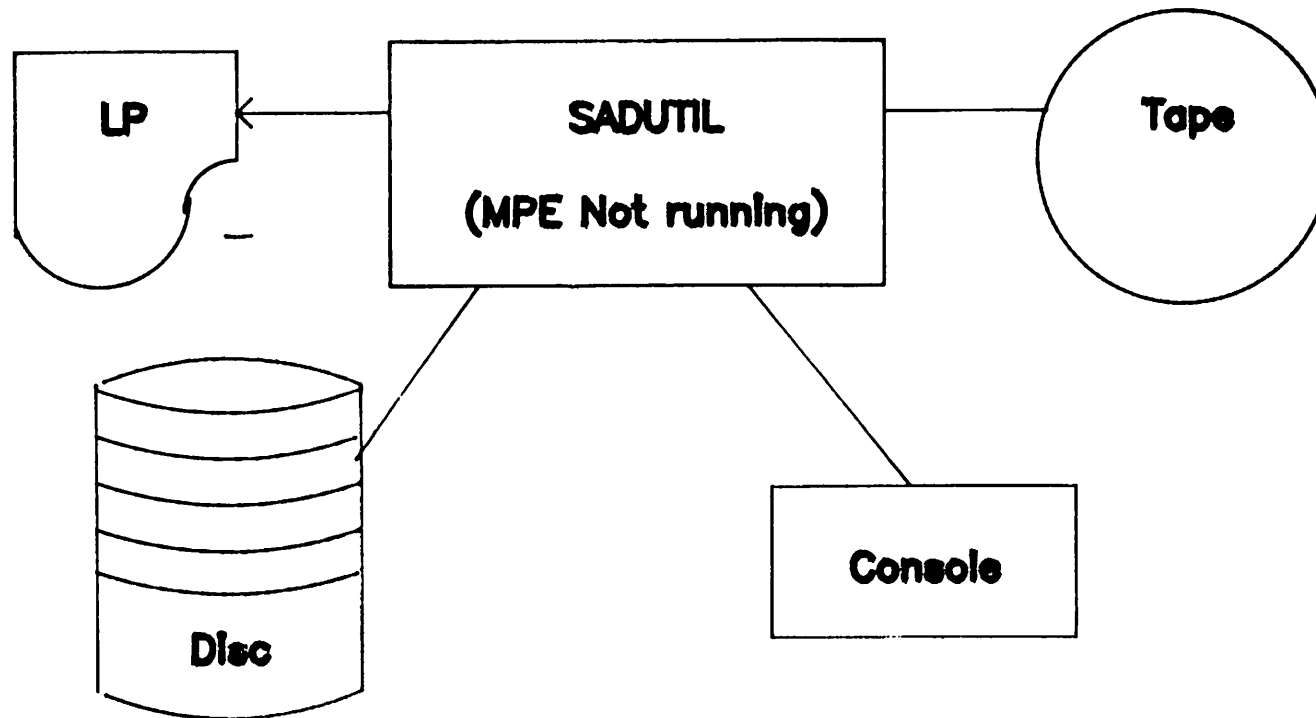 LP
SADUTIL
(MPE Not running)
Tape
Disc
Console